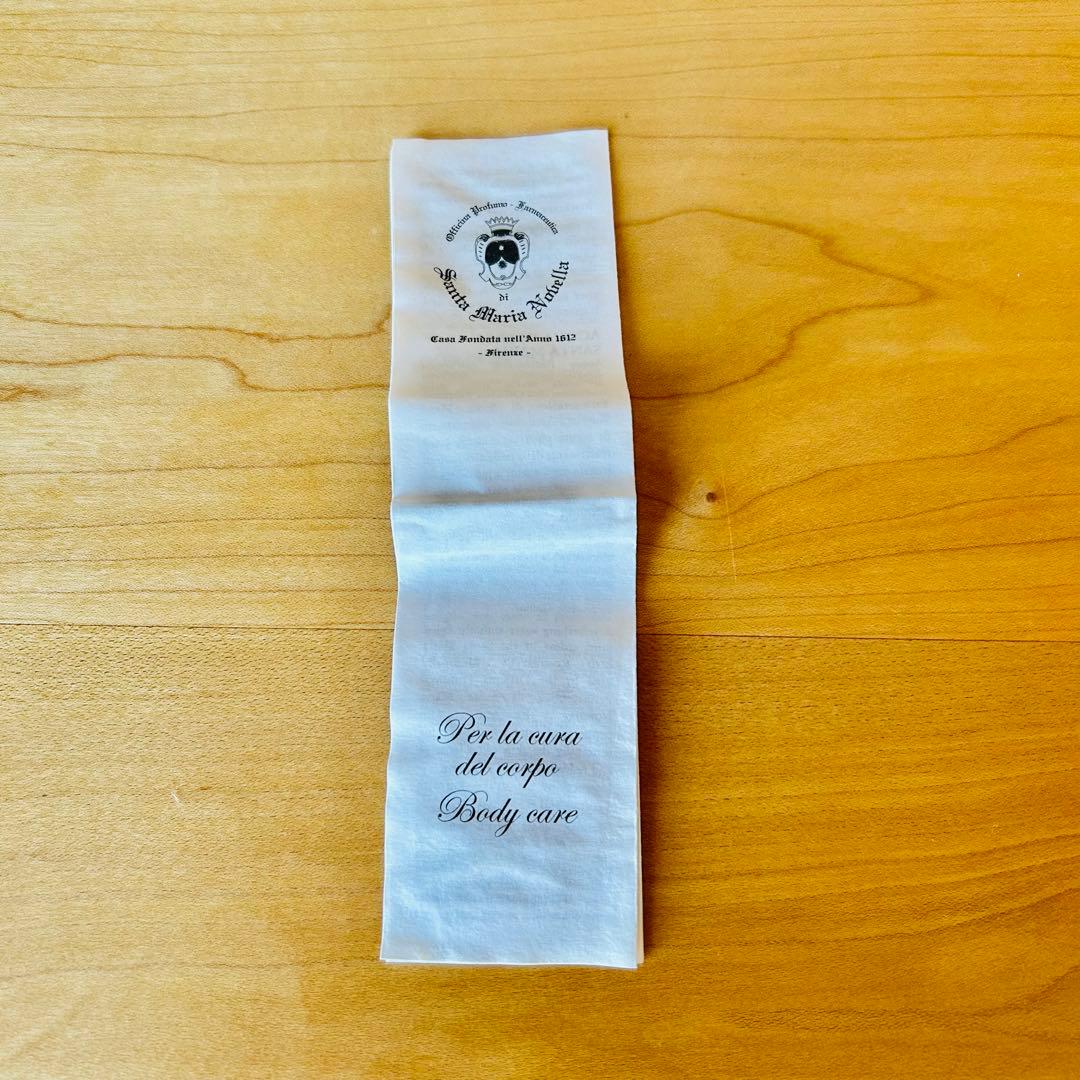 Officina Profumo - Farmaceutica
di
Santa Maria Novella
Casa Fondata nell'Anno 1612
- Firenze -
Per la cura
del corpo
Body care